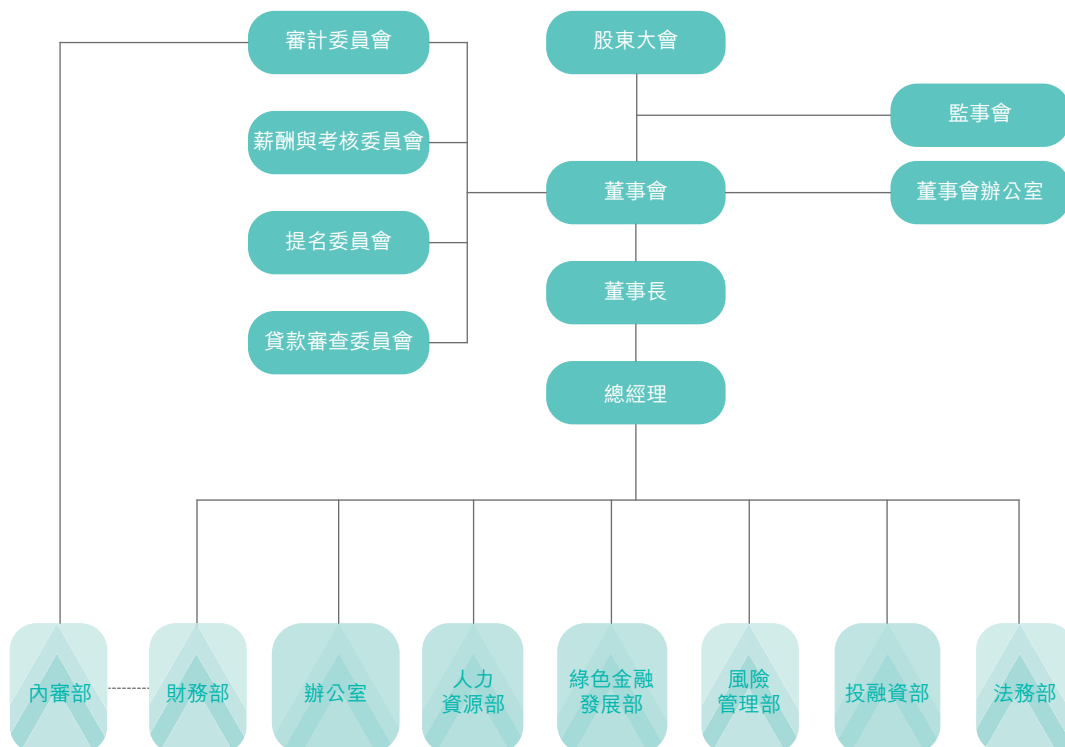 審計委員會
股東大會
監事會
薪酬與考核委員會
董事會
董事會辦公室
提名委員會
董事長
貸款審查委員會
總經理
內審部
財務部
辦公室
人力
資源部
綠色金融
發展部
風險
管理部
投融資部
法務部